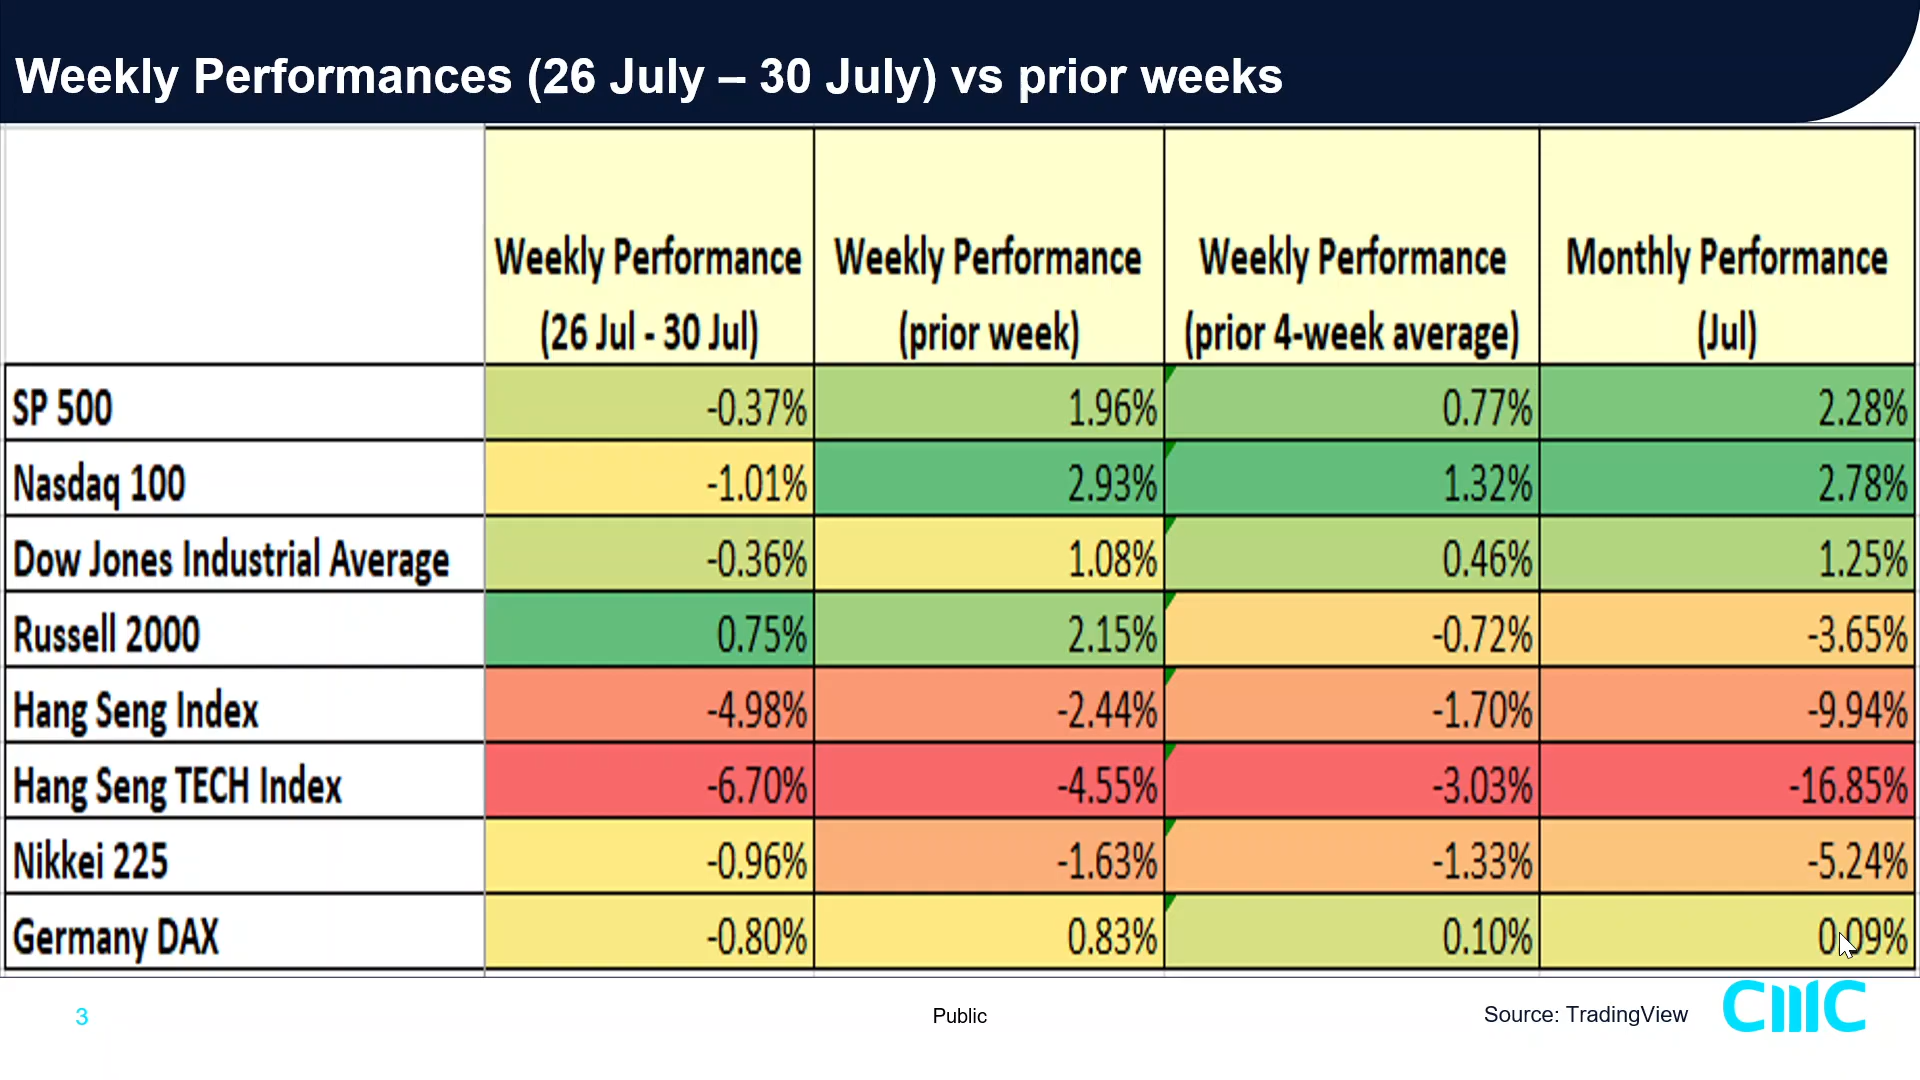 Weekly Performances (26 July – 30 July) vs prior weeks
Weekly Performance (26 Jul - 30 Jul) Weekly Performance (prior week) Weekly Performance (prior 4-week average) Monthly Performance (Jul)
SP 500 -0.37% 1.96% 0.77% 2.28%
Nasdaq 100 -1.01% 2.93% 1.32% 2.78%
Dow Jones Industrial Average -0.36% 1.08% 0.46% 1.25%
Russell 2000 0.75% 2.15% -0.72% -3.65%
Hang Seng Index -4.98% -2.44% -1.70% -9.94%
Hang Seng TECH Index -6.70% -4.55% -3.03% -16.85%
Nikkei 225 -0.96% -1.63% -1.33% -5.24%
Germany DAX -0.80% 0.83% 0.10% 0.09%
3 Public Source: TradingView CMC